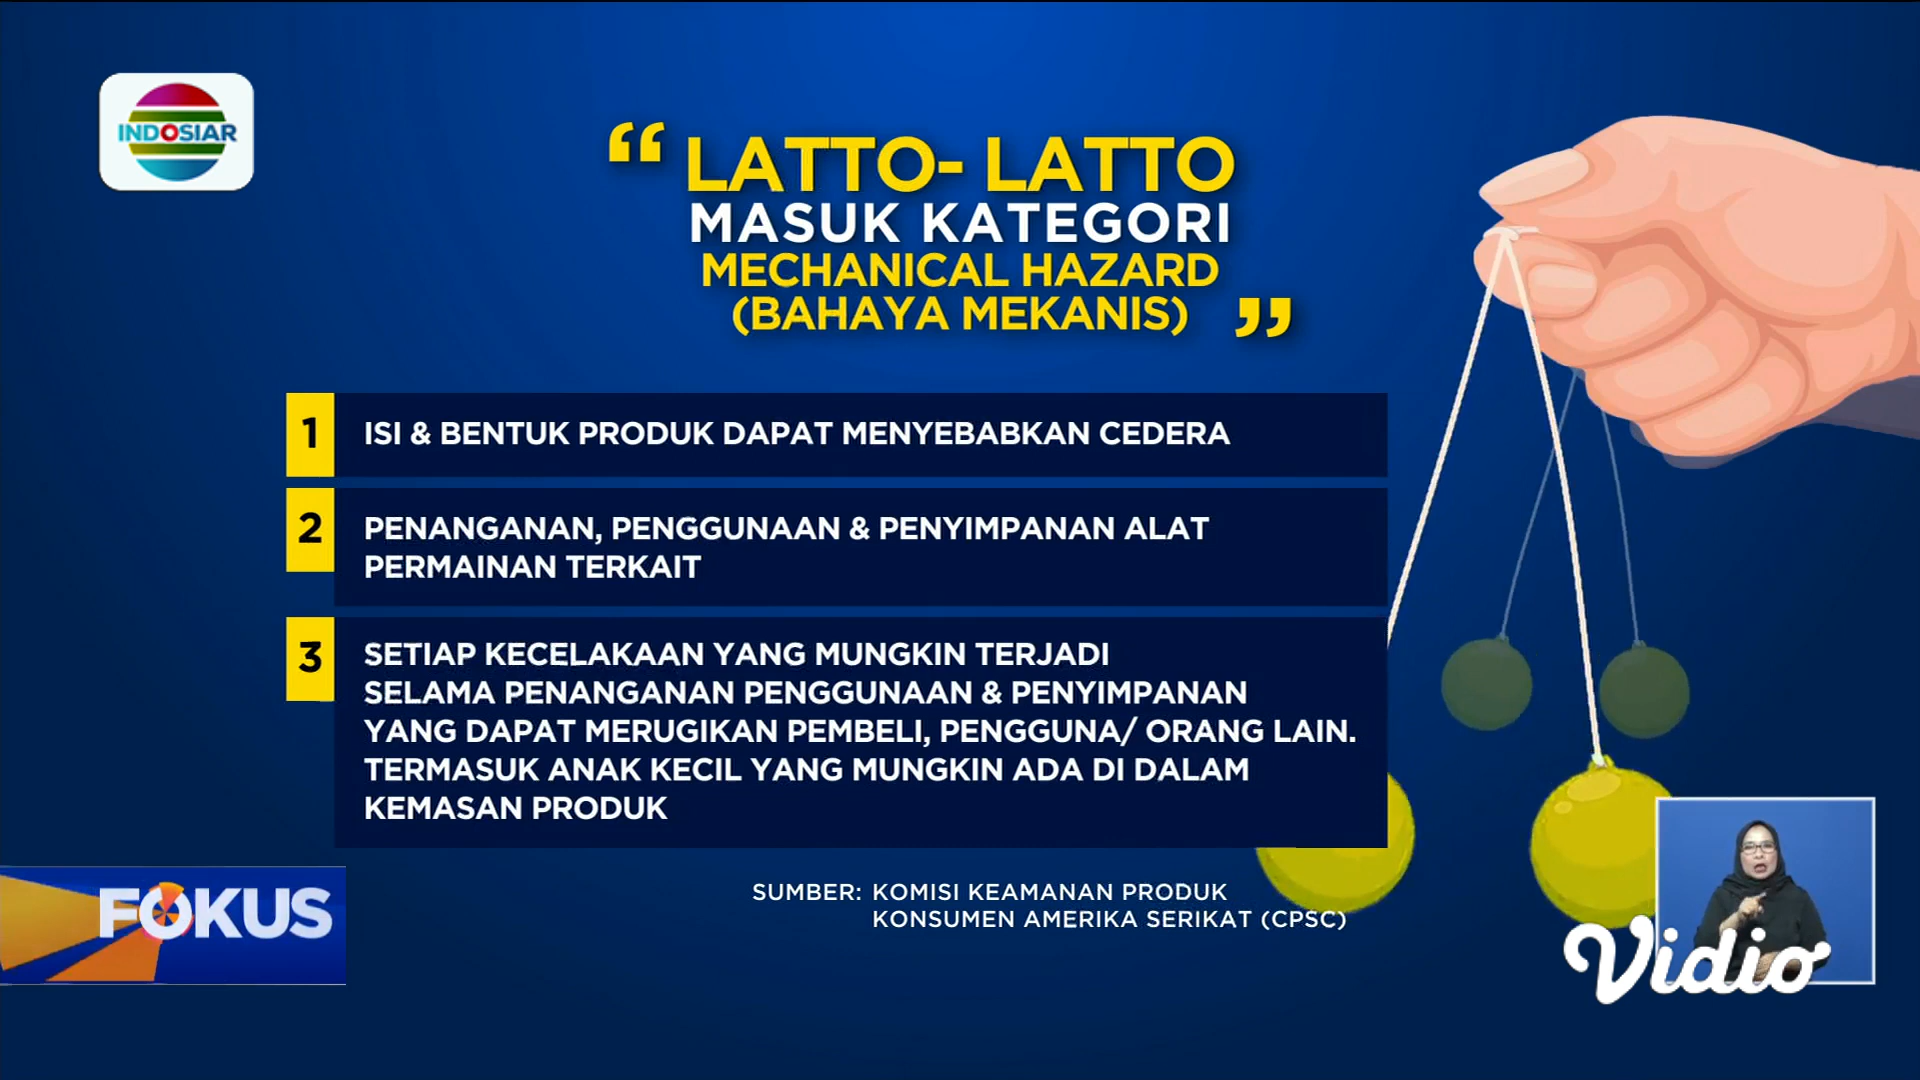 INDOSIAR
“ LATTO- LATTO
MASUK KATEGORI
MECHANICAL HAZARD
(BAHAYA MEKANIS) ”
1 ISI & BENTUK PRODUK DAPAT MENYEBABKAN CEDERA
2 PENANGANAN, PENGGUNAAN & PENYIMPANAN ALAT
PERMAINAN TERKAIT
3 SETIAP KECELAKAAN YANG MUNGKIN TERJADI
SELAMA PENANGANAN PENGGUNAAN & PENYIMPANAN
YANG DAPAT MERUGIKAN PEMBELI, PENGGUNA/ ORANG LAIN.
TERMASUK ANAK KECIL YANG MUNGKIN ADA DI DALAM
KEMASAN PRODUK
SUMBER: KOMISI KEAMANAN PRODUK
KONSUMEN AMERIKA SERIKAT (CPSC)
FOKUS
Vidio